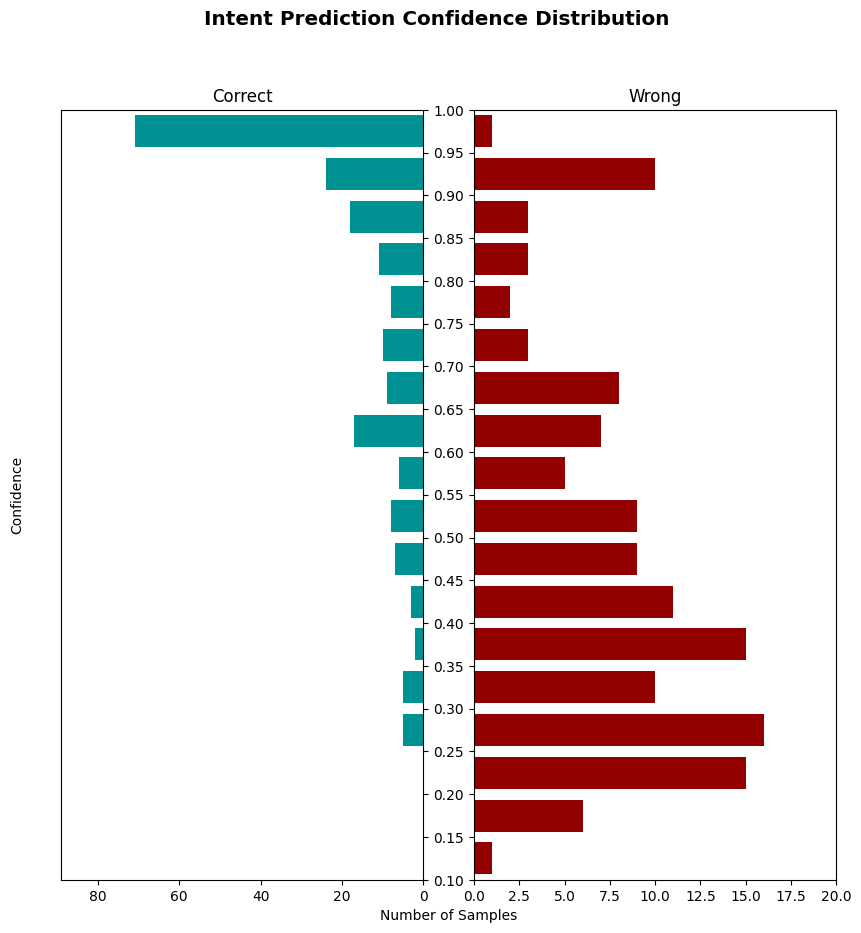 Intent Prediction Confidence Distribution
Correct
Wrong
1.00
0.95
0.90
0.85
0.80
0.75
0.70
0.65
0.60
0.55
0.50
0.45
0.40
0.35
0.30
0.25
0.20
0.15
0.10
Confidence
80 60 40 20 0
0.0 2.5 5.0 7.5 10.0 12.5 15.0 17.5 20.0
Number of Samples